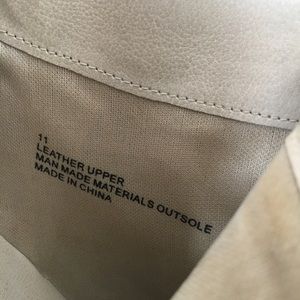 11
LEATHER UPPER
MAN MADE MATERIALS OUTSOLE
MADE IN CHINA